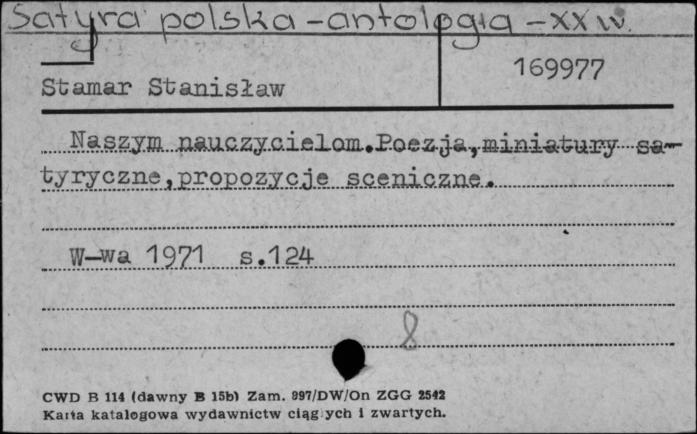 Satyra polska - antologia - XX w.
169977
Stamar Stanisław
Naszym nauczycielom.Poezja,miniatury sa-
tyryczne,propozycje sceniczne.
W-wa 1971 s.124
8
CWD B 114 (dawny B 15b) Zam. 997/DW/On ZGG 2542
Karta katalogowa wydawnictw ciągłych i zwartych.